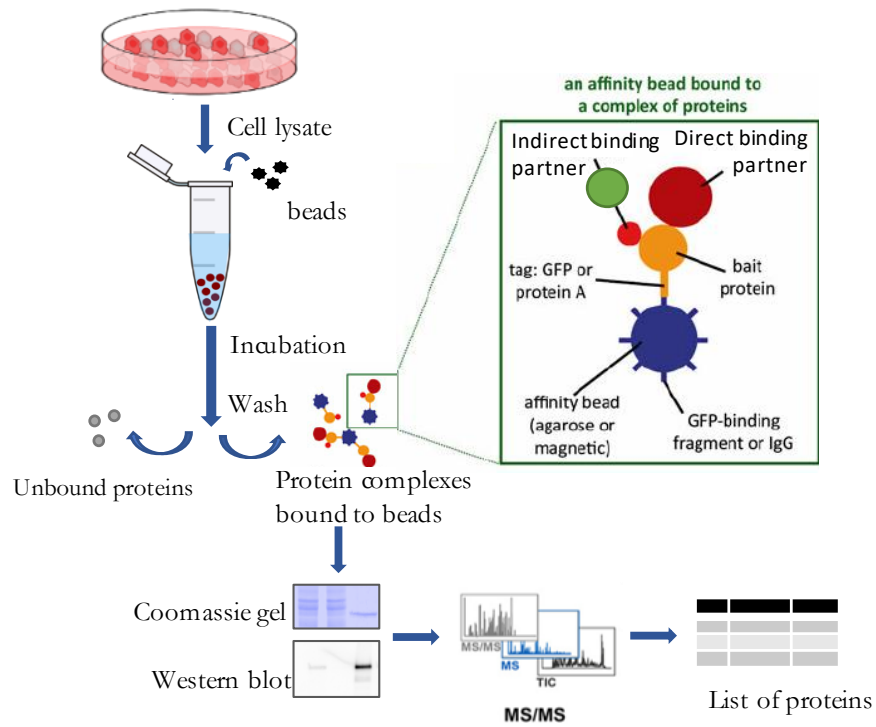 Cell lysate
beads
Incubation
Wash
Unbound proteins
Protein complexes
bound to beads
an affinity bead bound to
a complex of proteins
Indirect binding
partner
Direct binding
partner
tag: GFP or
protein A
bait
protein
affinity bead
(agarose or
magnetic)
GFP-binding
fragment or IgG
Coomassie gel
Western blot
MS/MS
MS
TIC
MS/MS
List of proteins